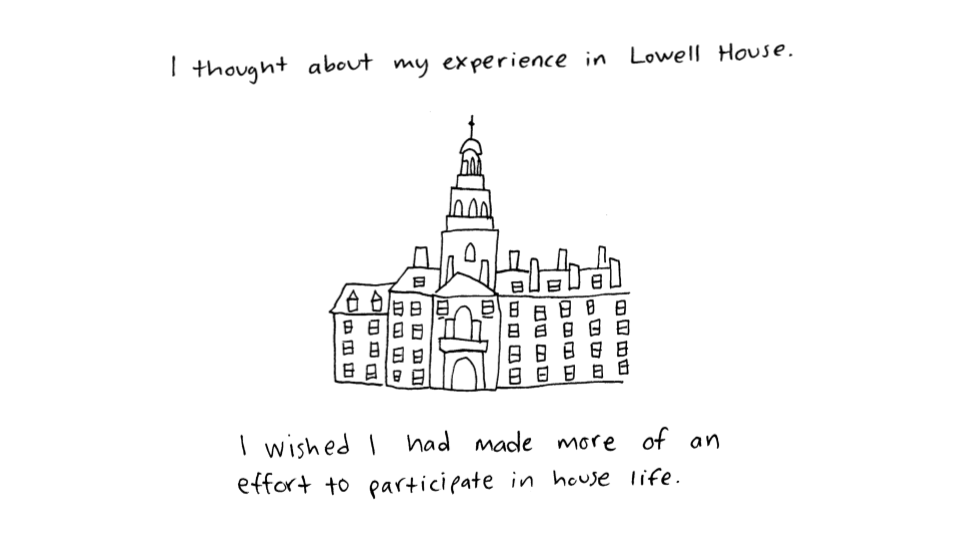 I thought about my experience in Lowell House.
I wished I had made more of an
effort to participate in house life.